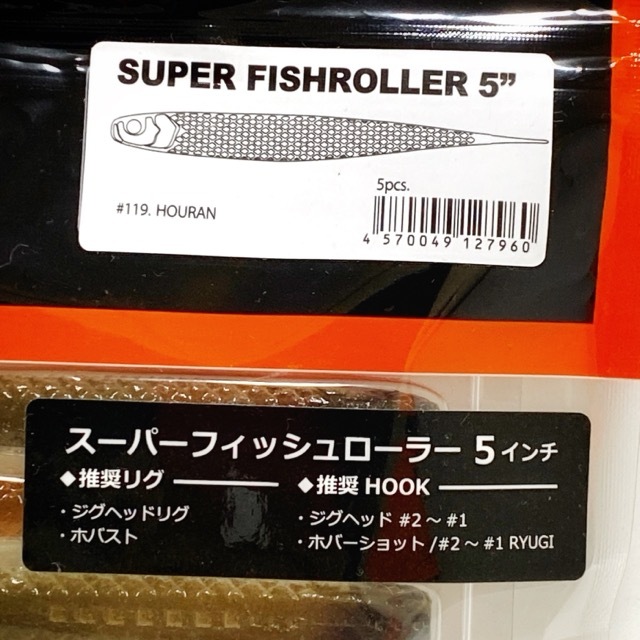 SUPER FISHROLLER 5”
5pcs.
#119. HOURAN
4 570049 127960
スーパーフィッシュローラー 5 インチ
◆推奨リグ
・ジグヘッドリグ
・ホバスト
◆推奨 HOOK
・ジグヘッド #2 ～ #1
・ホバーショット /#2 ～ #1 RYUGI